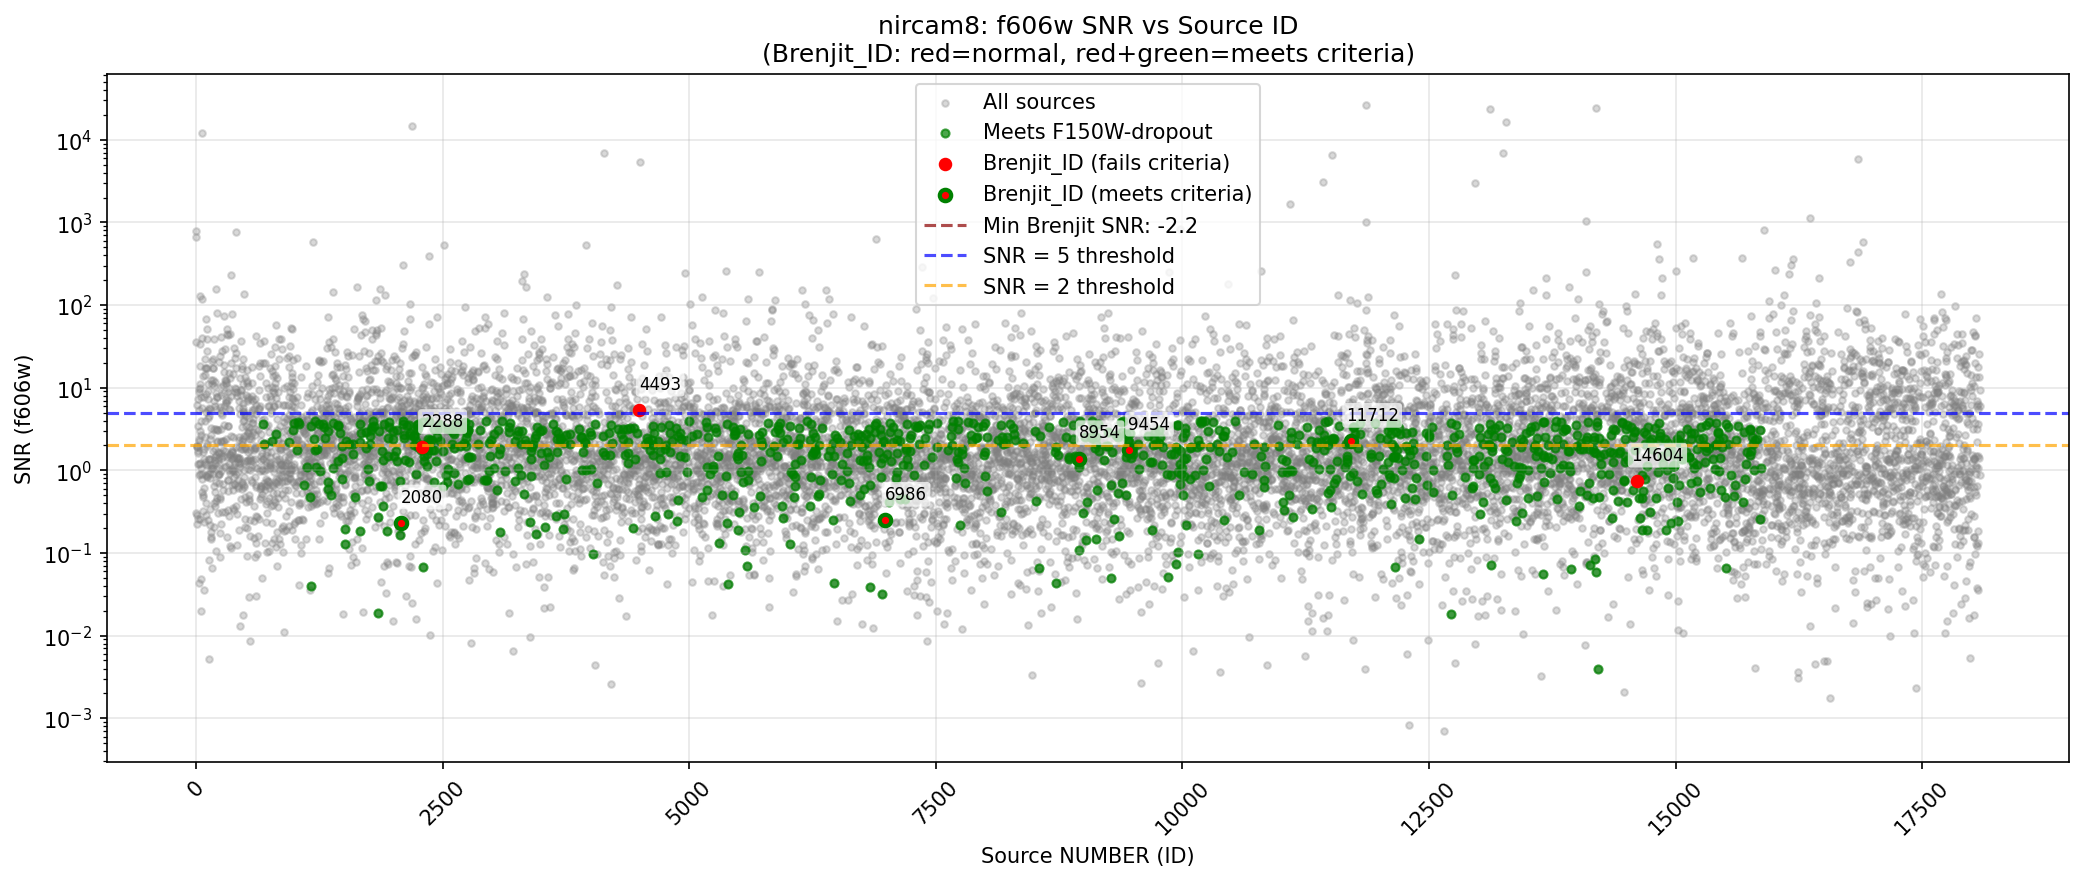 nircam8: f606w SNR vs Source ID
(Brenjit_ID: red=normal, red+green=meets criteria)
All sources
Meets F150W-dropout
Brenjit_ID (fails criteria)
Brenjit_ID (meets criteria)
Min Brenjit SNR: -2.2
SNR = 5 threshold
SNR = 2 threshold
SNR (f606w)
10⁴
10³
10²
10¹
10⁰
10⁻¹
10⁻²
10⁻³
4493
2288
11712
9454
8954
14604
2080
6986
0
2500
5000
7500
10000
12500
15000
17500
Source NUMBER (ID)